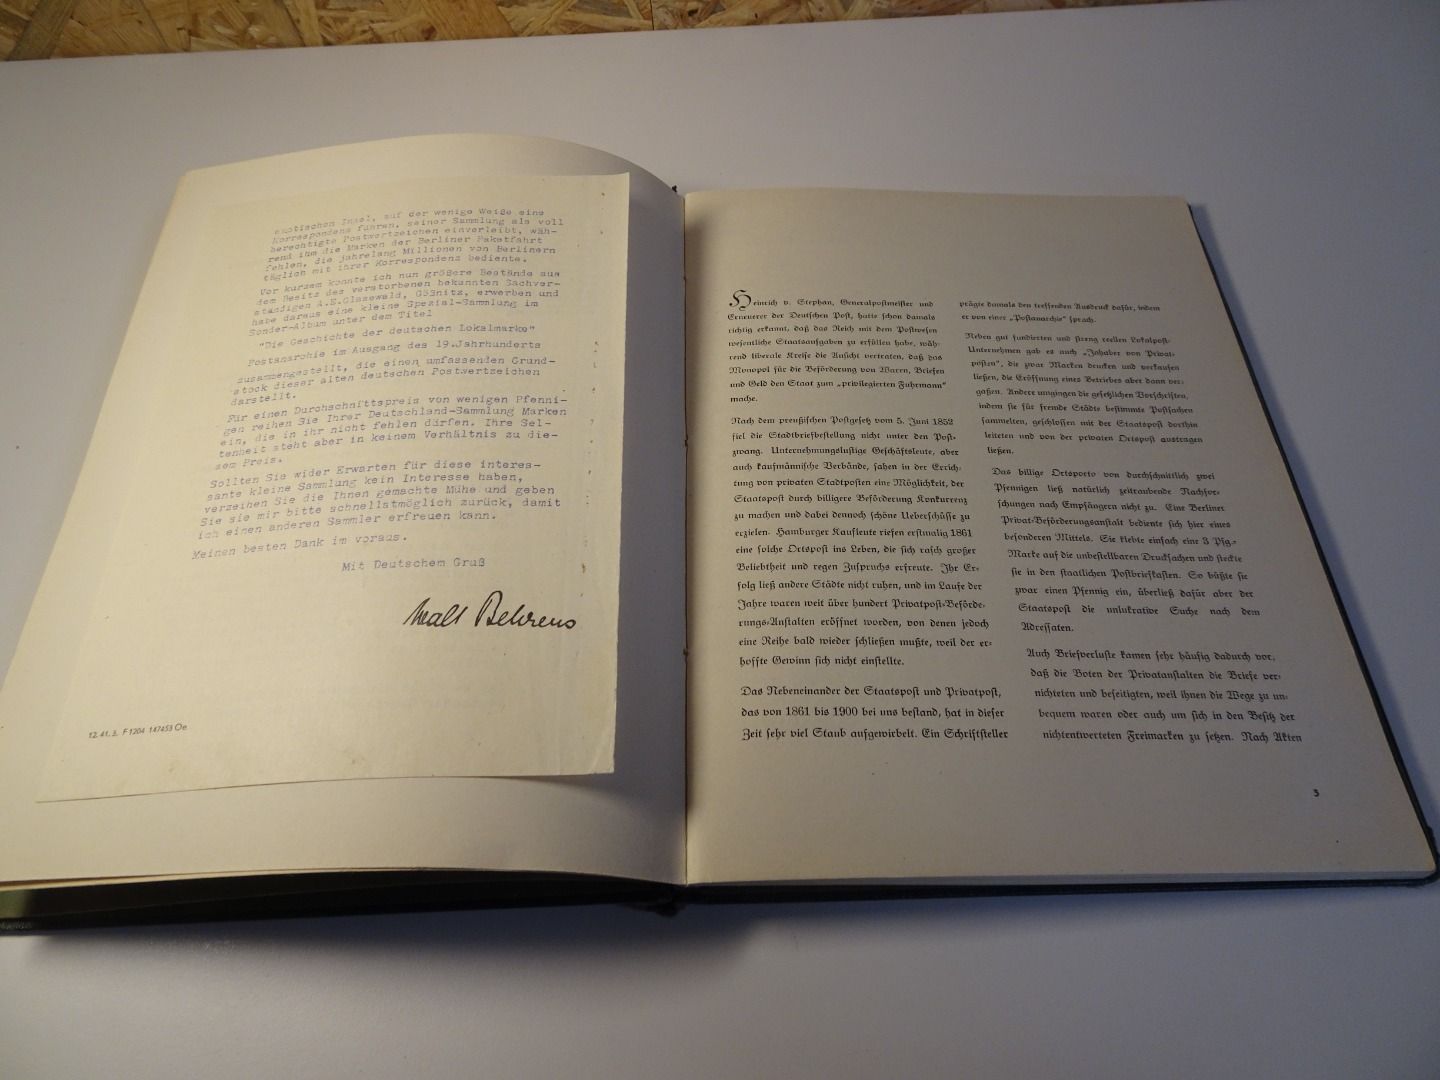 exotischen Insel, auf der wenige Weiße eine
Korrespondenz führen, seiner Sammlung als voll
berechtigte Postwertzeichen einverleibt, wäh-
rend ihm die Marken der Berliner Paketfahrt
fehlen, die jahrelang Millionen von Berlinern
täglich mit ihrer Korrespondenz bediente.
Vor kurzem konnte ich nun größere Bestände aus
dem Besitz des verstorbenen bekannten Sachver-
ständigen A.E.Glasewald, Gößnitz, erwerben und
habe daraus eine kleine Spezial-Sammlung im
Sonder-Album unter dem Titel
"Die Geschichte der deutschen Lokalmarke"
Postanarchie im Ausgang des 19.Jahrhunderts
zusammengestellt, die einen umfassenden Grund-
stock dieser alten deutschen Postwertzeichen
darstellt.
Für einen Durchschnittspreis von wenigen Pfenni-
gen reihen Sie Ihrer Deutschland-Sammlung Marken
ein, die in ihr nicht fehlen dürfen. Ihre Sel-
tenheit steht aber in keinem Verhältnis zu die-
sem Preis.
Sollten Sie wider Erwarten für diese interes-
sante kleine Sammlung kein Interesse haben,
verzeihen Sie die Ihnen gemachte Mühe und geben
Sie sie mir bitte schnellstmöglich zurück, damit
ich einen anderen Sammler erfreuen kann.
Meinen besten Dank im voraus.
Mit Deutschem Gruß
Walt Behrens
12. 41. 3. F 1204 147453 Oe
Heinrich v. Stephan, Generalpostmeister und
Erneuerer der Deutschen Post, hatte schon damals
richtig erkannt, daß das Reich mit dem Postwesen
wesentliche Staatsaufgaben zu erfüllen habe, wäh-
rend liberale Kreise die Ansicht vertraten, daß das
Monopol für die Beförderung von Waren, Briefen
und Geld den Staat zum „privilegierten Fuhrmann"
mache.
Nach dem preußischen Postgesetz vom 5. Juni 1852
fiel die Stadtbriefbestellung nicht unter den Post-
zwang. Unternehmungslustige Geschäftsleute, aber
auch kaufmännische Verbände, sahen in der Errich-
tung von privaten Stadtposten eine Möglichkeit, der
Staatspost durch billigere Beförderung Konkurrenz
zu machen und dabei dennoch schöne Ueberschüsse zu
erzielen. Hamburger Kaufleute riefen erstmalig 1861
eine solche Ortspost ins Leben, die sich rasch großer
Beliebtheit und regen Zuspruchs erfreute. Ihr Er-
folg ließ andere Städte nicht ruhen, und im Laufe der
Jahre waren weit über hundert Privatpost-Beförde-
rungs-Anstalten eröffnet worden, von denen jedoch
eine Reihe bald wieder schließen mußte, weil der er-
hoffte Gewinn sich nicht einstellte.
Das Nebeneinander der Staatspost und Privatpost,
das von 1861 bis 1900 bei uns bestand, hat in dieser
Zeit sehr viel Staub aufgewirbelt. Ein Schriftsteller
prägte damals den treffenden Ausdruck dafür, indem
er von einer „Postanarchie" sprach.
Neben gut fundierten und streng reellen Lokalpost-
Unternehmen gab es auch „Inhaber von Privat-
posten", die zwar Marken drucken und verkaufen
ließen, die Eröffnung eines Betriebes aber dann ver-
gaßen. Andere umgingen die gesetzlichen Vorschriften,
indem sie für fremde Städte bestimmte Postsachen
sammelten, geschlossen mit der Staatspost dorthin
leiteten und von der privaten Ortspost austragen
ließen.
Das billige Ortsporto von durchschnittlich zwei
Pfennigen ließ natürlich zeitraubende Nachfor-
schungen nach Empfängern nicht zu. Eine Berliner
Privat-Beförderungsanstalt bediente sich hier eines
besonderen Mittels. Sie klebte einfach eine 3 Pfg.-
Marke auf die unbestellbaren Drucksachen und steckte
sie in den staatlichen Postbriefkasten. So büßte sie
zwar einen Pfennig ein, überließ dafür aber der
Staatspost die unlukrative Suche nach dem
Adressaten.
Auch Briefverluste kamen sehr häufig dadurch vor,
daß die Boten der Privatanstalten die Briefe ver-
nichteten und beseitigten, weil ihnen die Wege zu un-
bequem waren oder auch um sich in den Besitz der
nichtentwerteten Freimarken zu setzen. Nach Akten
3